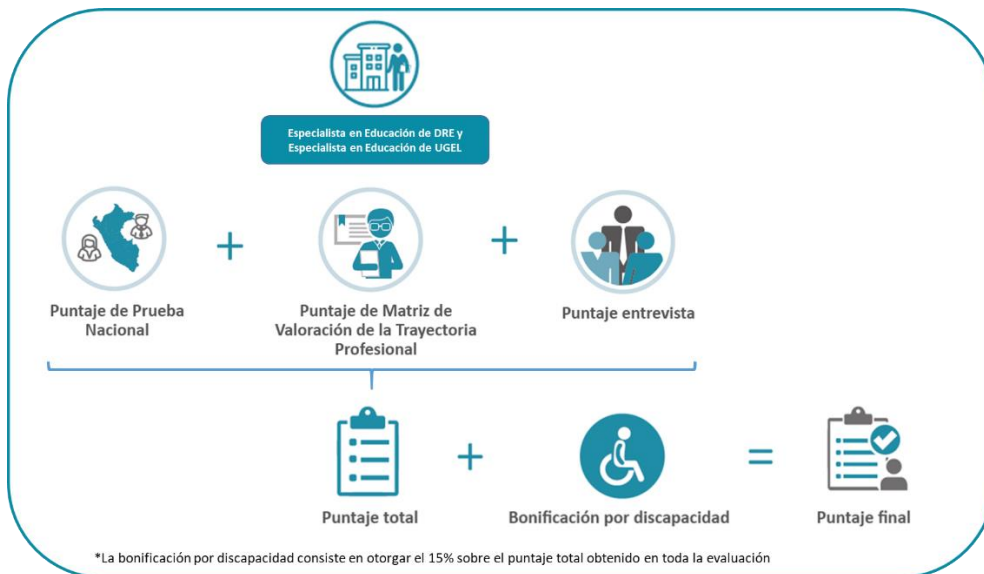 Especialista en Educación de DRE y
Especialista en Educación de UGEL
+
+
Puntaje de Prueba
Nacional
Puntaje de Matriz de
Valoración de la Trayectoria
Profesional
Puntaje entrevista
+
=
Puntaje total
Bonificación por discapacidad
Puntaje final
*La bonificación por discapacidad consiste en otorgar el 15% sobre el puntaje total obtenido en toda la evaluación